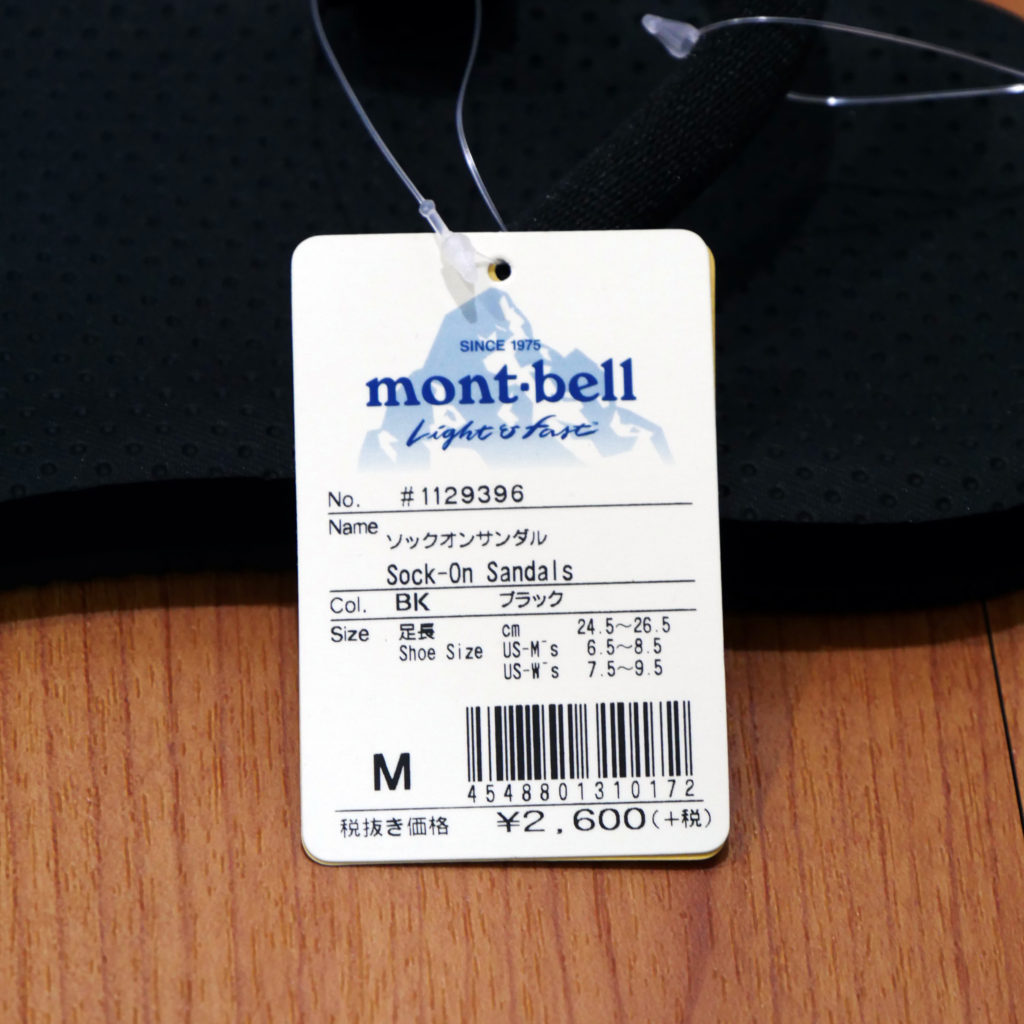 SINCE 1975
mont·bell
Light & Fast
No. #1129396
Name ソックオンサンダル
Sock-On Sandals
Col. BK ブラック
Size 足長 cm 24.5～26.5
Shoe Size US-M's 6.5～8.5
US-W's 7.5～9.5
M
4548801310172
税抜き価格 ¥2,600(+税)